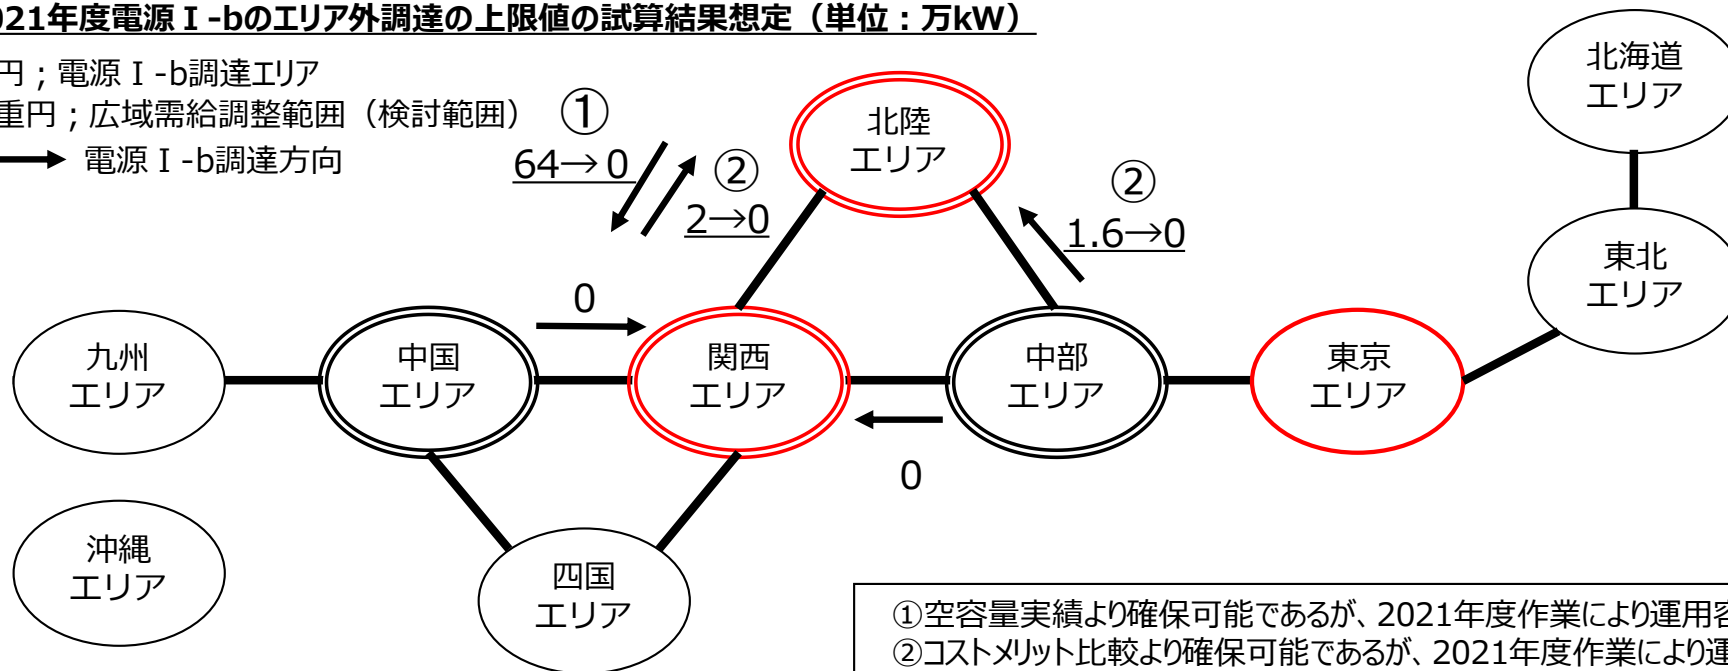 021年度電源Ⅰ-bのエリア外調達の上限値の試算結果想定（単位：万kW）
円；電源Ⅰ-b調達エリア
重円；広域需給調整範囲（検討範囲）
電源Ⅰ-b調達方向
①
64→0
②
2→0
北陸
エリア
②
1.6→0
北海道
エリア
東北
エリア
0
九州
エリア
中国
エリア
関西
エリア
中部
エリア
東京
エリア
0
沖縄
エリア
四国
エリア
①空容量実績より確保可能であるが、2021年度作業により運用容
②コストメリット比較より確保可能であるが、2021年度作業により運